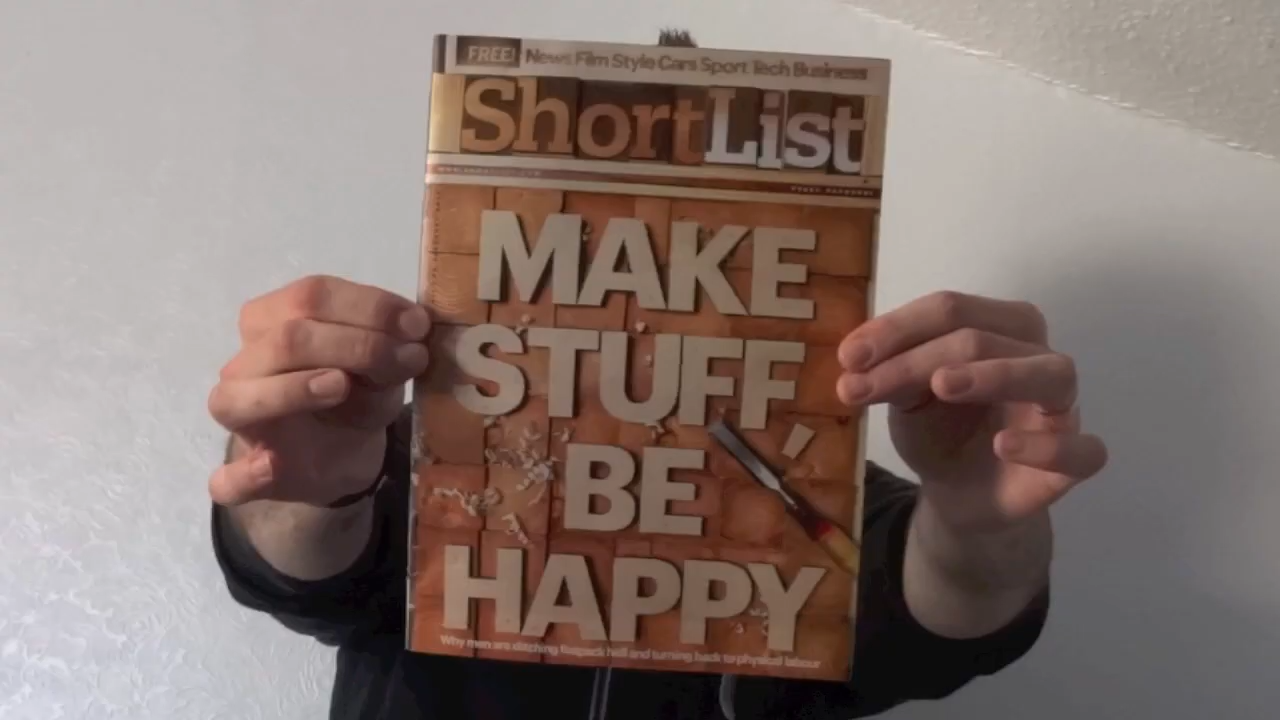 FREE! News Film Style Cars Sport Tech Business
ShortList
MAKE
STUFF,
BE
HAPPY
Why men are ditching flatpack hell and turning back to physical labour